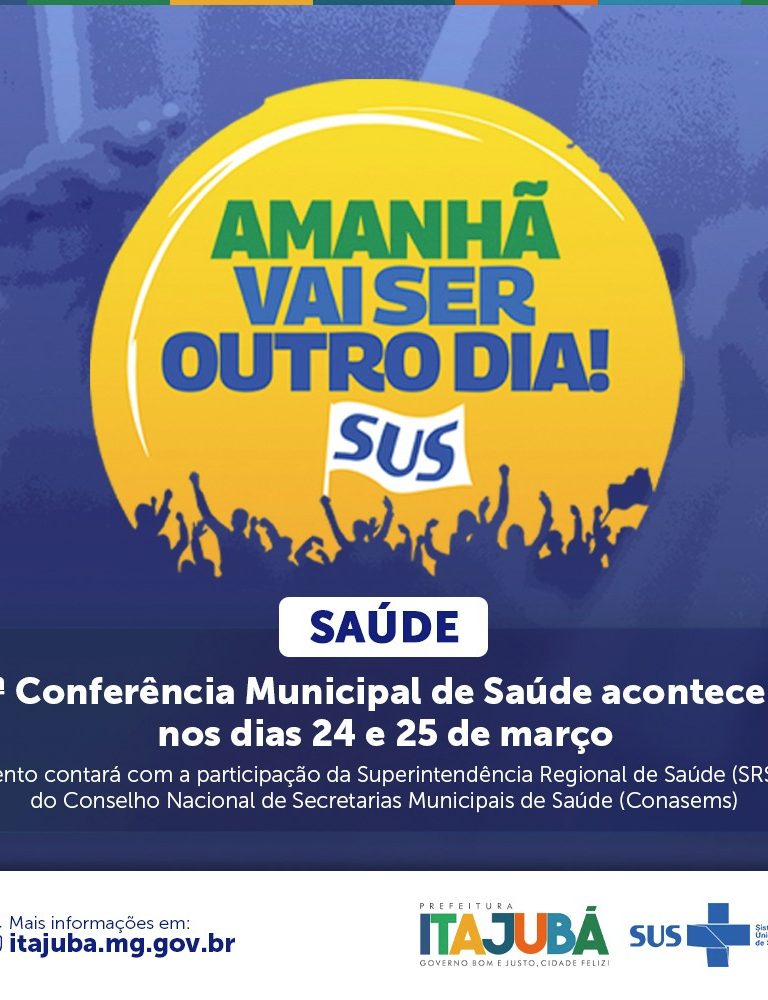 AMANHÃ
VAI SER
OUTRO DIA!
SUS
SAÚDE
ª Conferência Municipal de Saúde acontece
nos dias 24 e 25 de março
contará com a participação da Superintendência Regional de Saúde (SRS
do Conselho Nacional de Secretarias Municipais de Saúde (Conasems)
Mais informações em:
itajuba.mg.gov.br
PREFEITURA
ITAJUBÁ
GOVERNO BOM E JUSTO, CIDADE FELIZ!
SUS